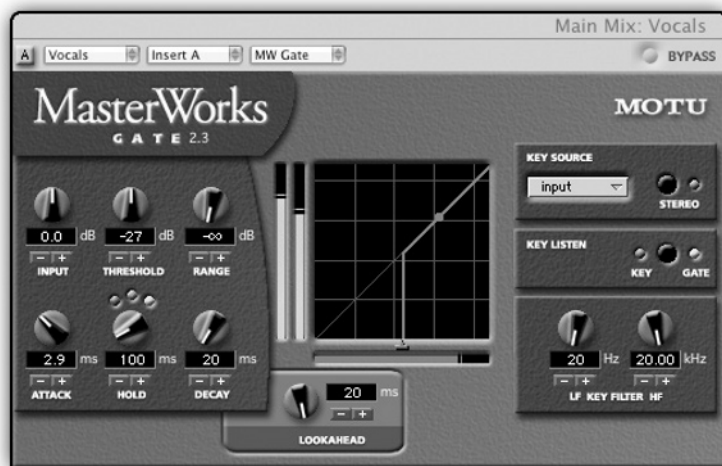 Main Mix: Vocals
A Vocals Insert A MW Gate BYPASS
MasterWorks
GATE 2.3
MOTU
KEY SOURCE
input
STEREO
0.0 dB -27 dB -∞ dB
- + - + - +
INPUT THRESHOLD RANGE
KEY LISTEN
KEY GATE
2.9 ms 100 ms 20 ms
- + - + - +
ATTACK HOLD DECAY
20 Hz 20.00 kHz
- + - +
LF KEY FILTER HF
20 ms
- +
LOOKAHEAD